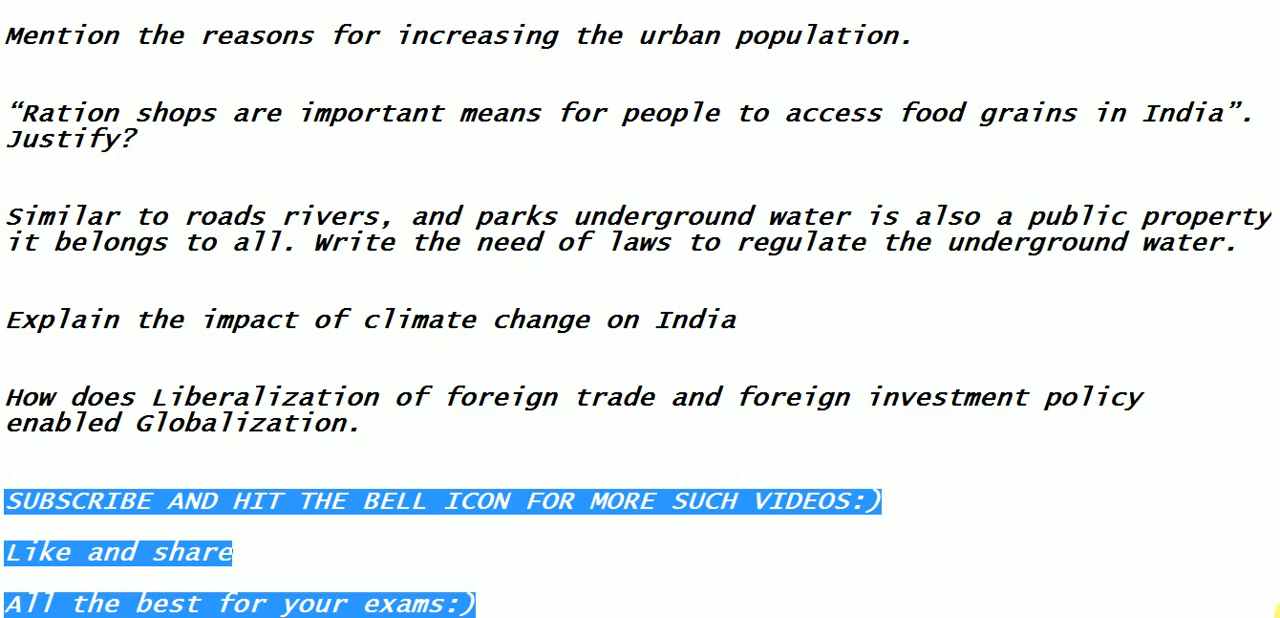 Mention the reasons for increasing the urban population.
“Ration shops are important means for people to access food grains in India”.
Justify?
Similar to roads rivers, and parks underground water is also a public property
it belongs to all. Write the need of laws to regulate the underground water.
Explain the impact of climate change on India
How does Liberalization of foreign trade and foreign investment policy
enabled Globalization.
SUBSCRIBE AND HIT THE BELL ICON FOR MORE SUCH VIDEOS:)
Like and share
All the best for your exams:)